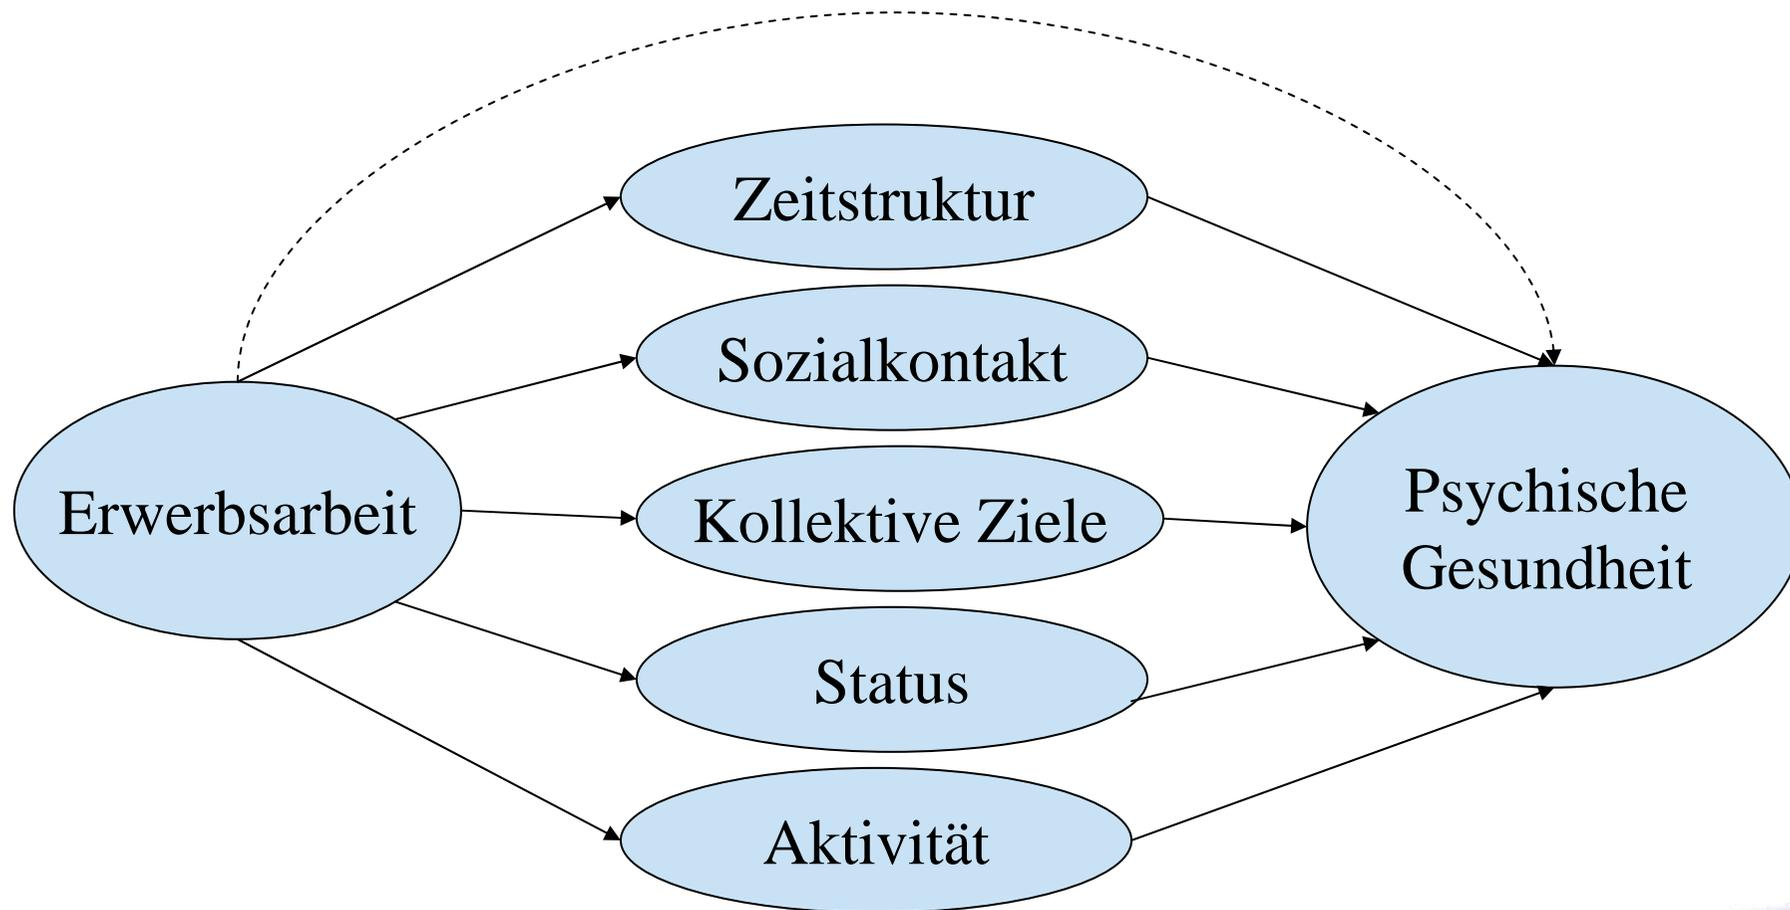 Zeitstruktur
Sozialkontakt
Erwerbsarbeit
Kollektive Ziele
Psychische
Gesundheit
Status
Aktivität